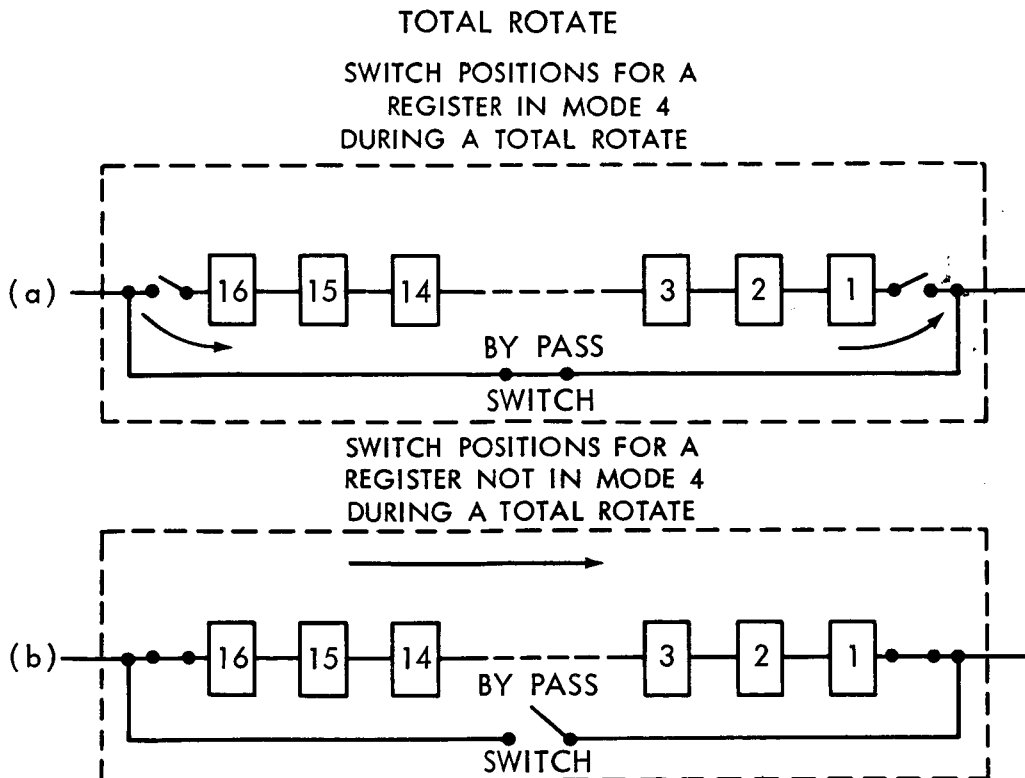 TOTAL ROTATE
SWITCH POSITIONS FOR A
REGISTER IN MODE 4
DURING A TOTAL ROTATE
(a) 16 15 14 3 2 1
BY PASS
SWITCH
SWITCH POSITIONS FOR A
REGISTER NOT IN MODE 4
DURING A TOTAL ROTATE
(b) 16 15 14 3 2 1
BY PASS
SWITCH